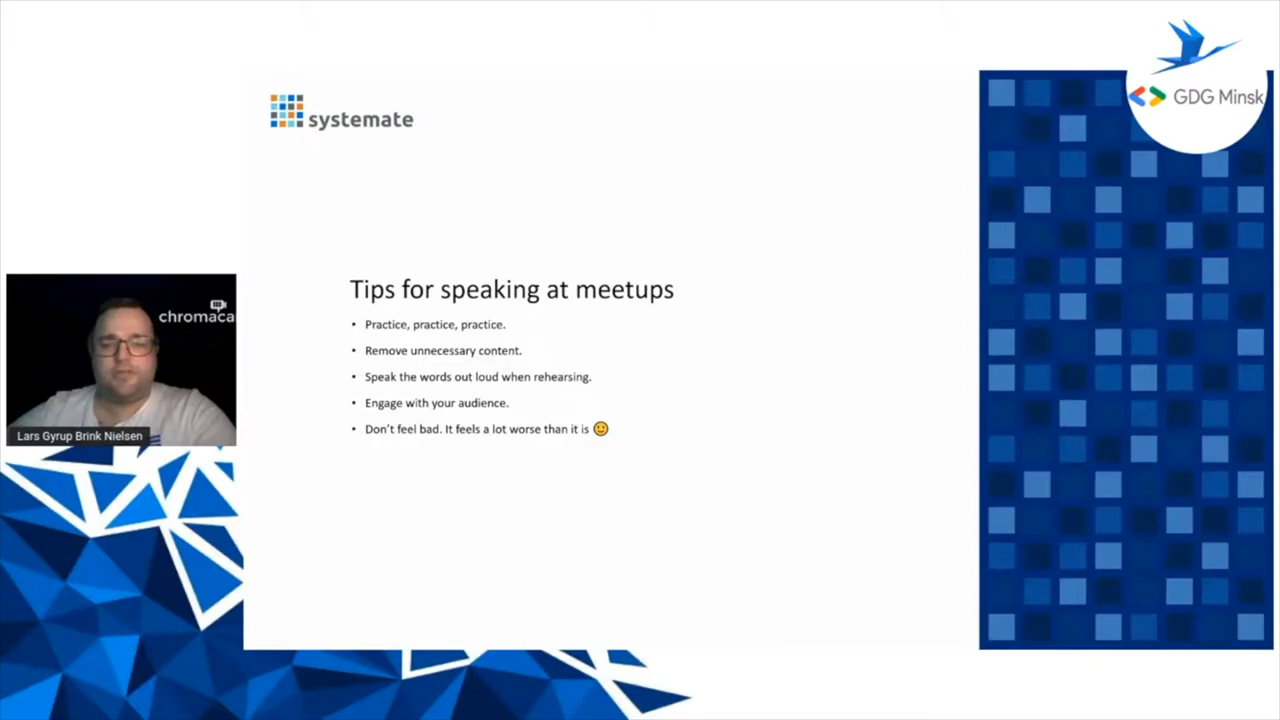 GDG Minsk
systemate
Tips for speaking at meetups
• Practice, practice, practice.
• Remove unnecessary content.
• Speak the words out loud when rehearsing.
• Engage with your audience.
• Don't feel bad. It feels a lot worse than it is 🙂
chromaca
Lars Gyrup Brink Nielsen